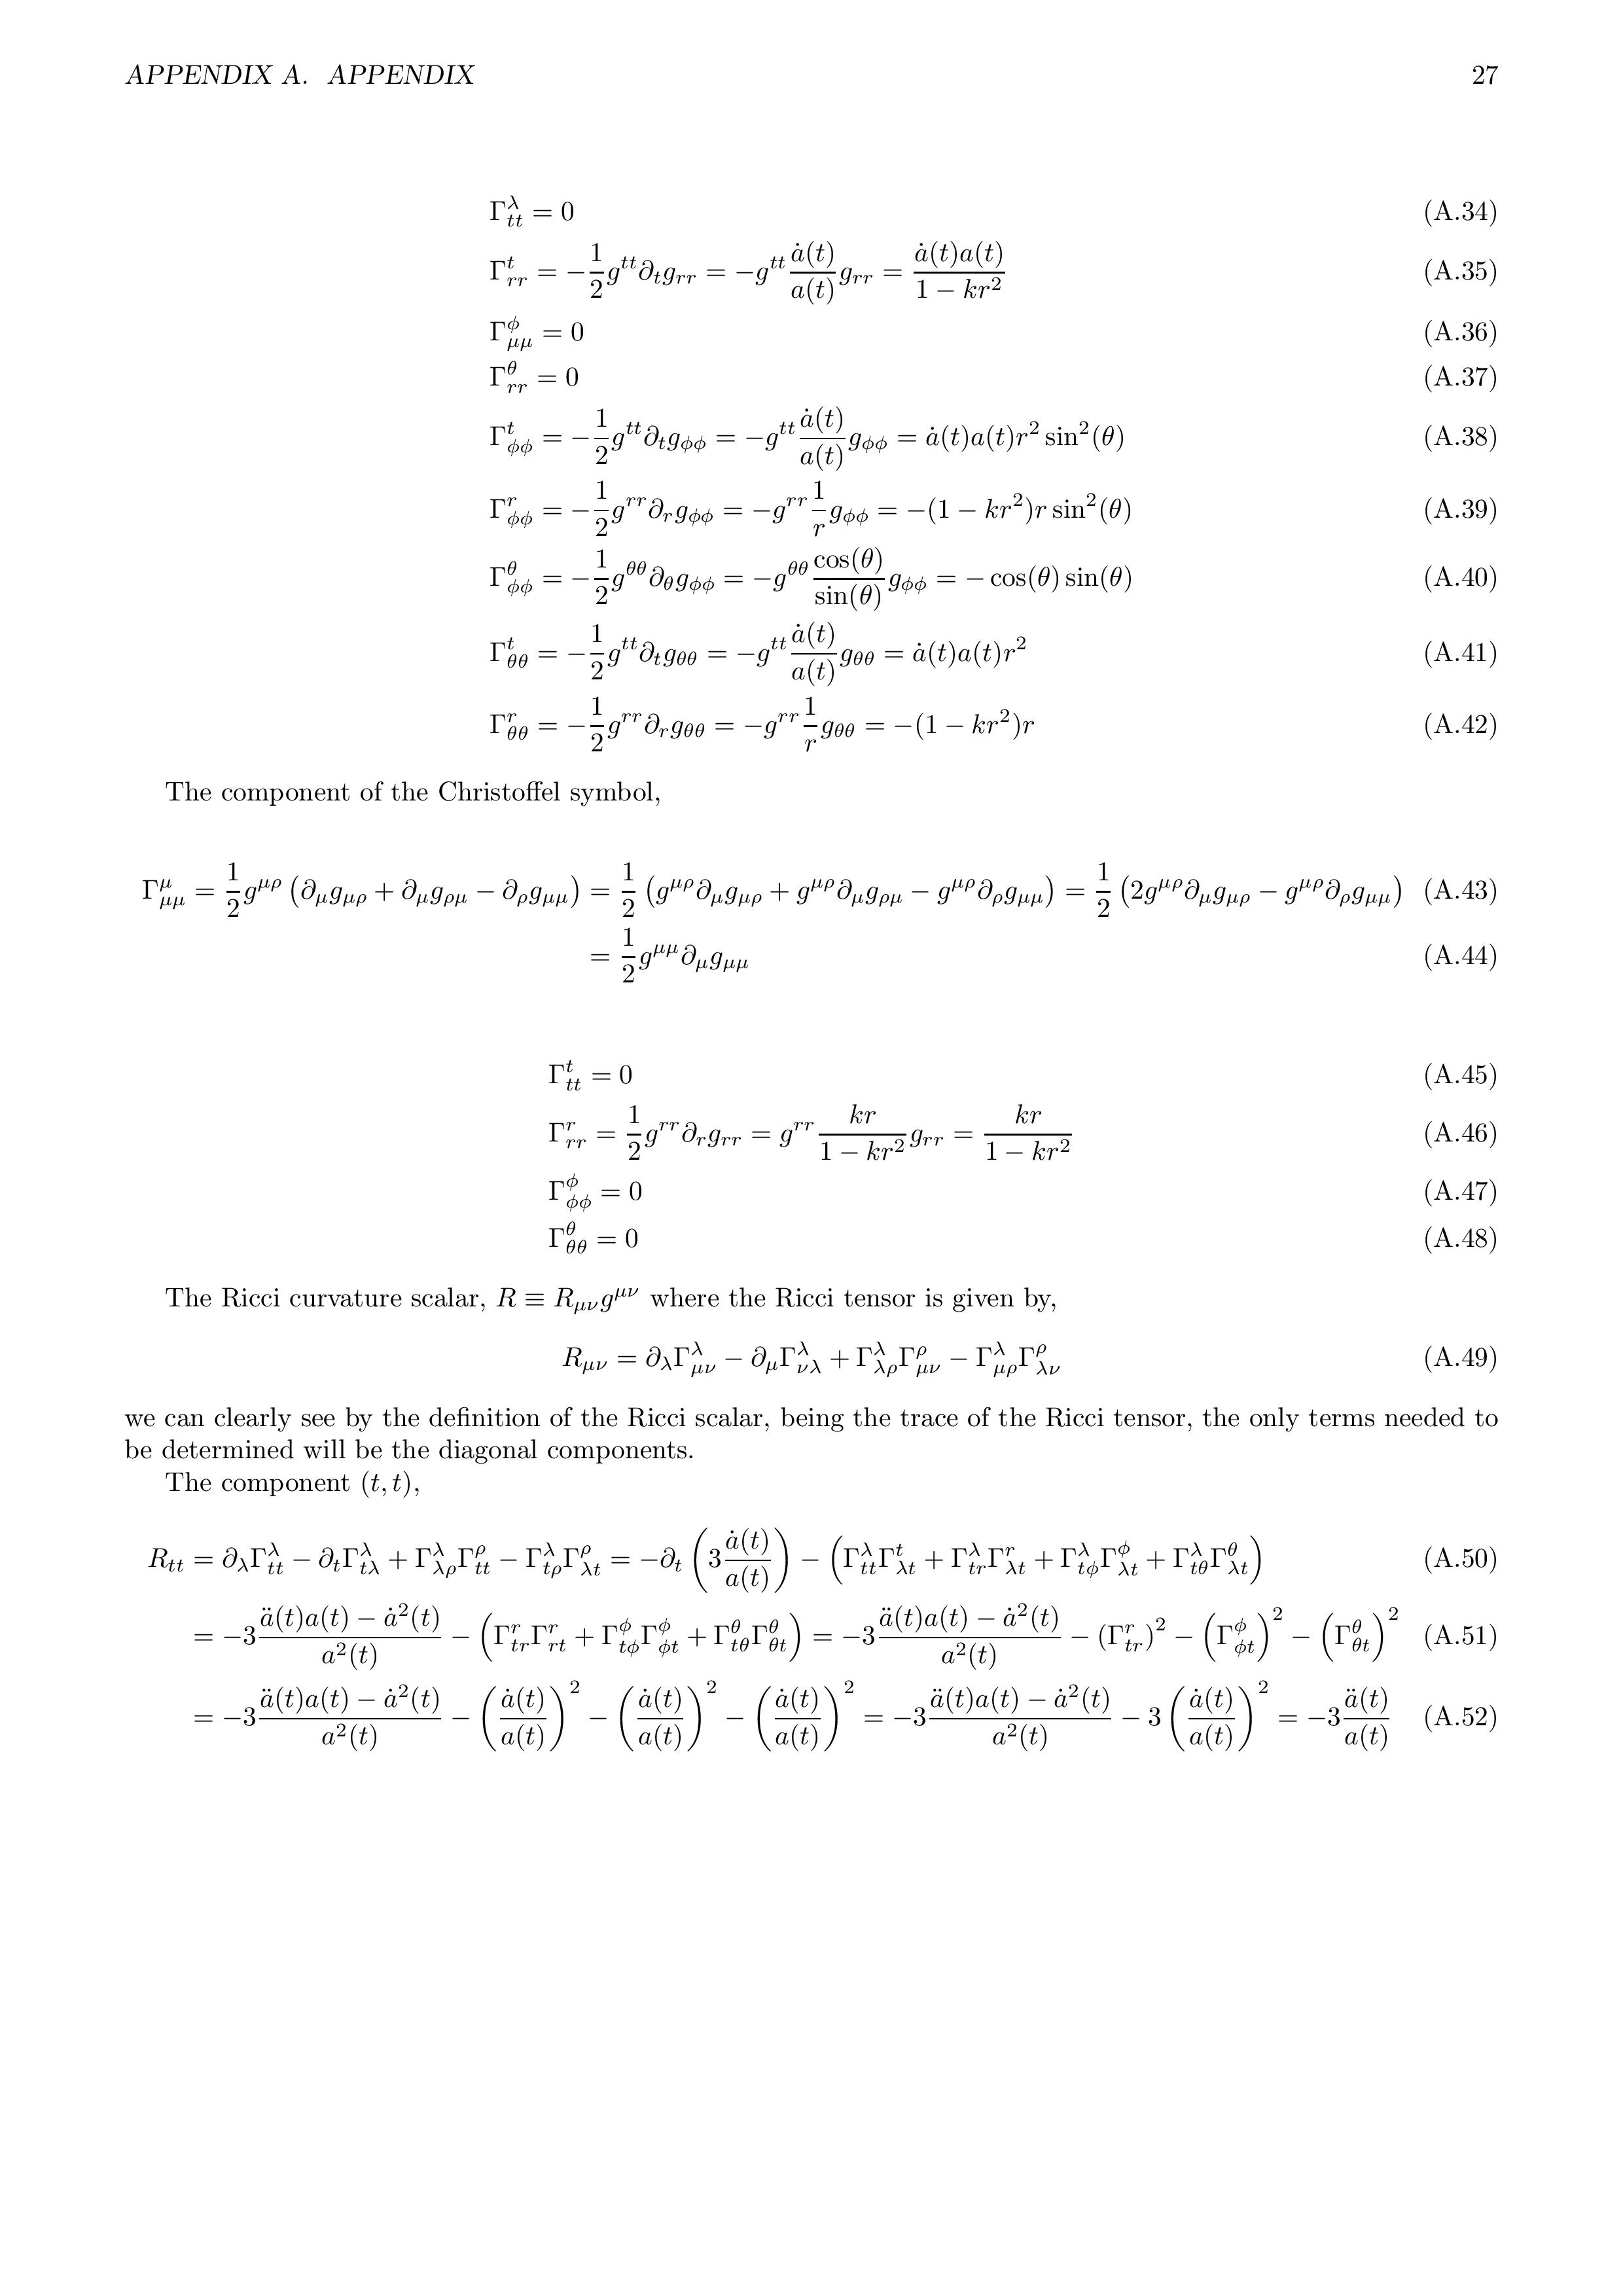 APPENDIX A. APPENDIX 27
$\Gamma^{\lambda}_{tt} = 0$ (A.34)
$\Gamma^{t}_{rr} = -\frac{1}{2} g^{tt} \partial_t g_{rr} = -g^{tt} \frac{\dot{a}(t)}{a(t)} g_{rr} = \frac{\dot{a}(t)a(t)}{1 - kr^2}$ (A.35)
$\Gamma^{\phi}_{\mu\mu} = 0$ (A.36)
$\Gamma^{\theta}_{rr} = 0$ (A.37)
$\Gamma^{t}_{\phi\phi} = -\frac{1}{2} g^{tt} \partial_t g_{\phi\phi} = -g^{tt} \frac{\dot{a}(t)}{a(t)} g_{\phi\phi} = \dot{a}(t)a(t)r^2 \sin^2(\theta)$ (A.38)
$\Gamma^{r}_{\phi\phi} = -\frac{1}{2} g^{rr} \partial_r g_{\phi\phi} = -g^{rr} \frac{1}{r} g_{\phi\phi} = -(1 - kr^2)r \sin^2(\theta)$ (A.39)
$\Gamma^{\theta}_{\phi\phi} = -\frac{1}{2} g^{\theta\theta} \partial_\theta g_{\phi\phi} = -g^{\theta\theta} \frac{\cos(\theta)}{\sin(\theta)} g_{\phi\phi} = -\cos(\theta)\sin(\theta)$ (A.40)
$\Gamma^{t}_{\theta\theta} = -\frac{1}{2} g^{tt} \partial_t g_{\theta\theta} = -g^{tt} \frac{\dot{a}(t)}{a(t)} g_{\theta\theta} = \dot{a}(t)a(t)r^2$ (A.41)
$\Gamma^{r}_{\theta\theta} = -\frac{1}{2} g^{rr} \partial_r g_{\theta\theta} = -g^{rr} \frac{1}{r} g_{\theta\theta} = -(1 - kr^2)r$ (A.42)
The component of the Christoffel symbol,
$\Gamma^{\mu}_{\mu\mu} = \frac{1}{2} g^{\mu\rho} \left( \partial_\mu g_{\mu\rho} + \partial_\mu g_{\rho\mu} - \partial_\rho g_{\mu\mu} \right) = \frac{1}{2} \left( g^{\mu\rho} \partial_\mu g_{\mu\rho} + g^{\mu\rho} \partial_\mu g_{\rho\mu} - g^{\mu\rho} \partial_\rho g_{\mu\mu} \right) = \frac{1}{2} \left( 2g^{\mu\rho} \partial_\mu g_{\mu\rho} - g^{\mu\rho} \partial_\rho g_{\mu\mu} \right)$ (A.43)
$= \frac{1}{2} g^{\mu\mu} \partial_\mu g_{\mu\mu}$ (A.44)
$\Gamma^{t}_{tt} = 0$ (A.45)
$\Gamma^{r}_{rr} = \frac{1}{2} g^{rr} \partial_r g_{rr} = g^{rr} \frac{kr}{1 - kr^2} g_{rr} = \frac{kr}{1 - kr^2}$ (A.46)
$\Gamma^{\phi}_{\phi\phi} = 0$ (A.47)
$\Gamma^{\theta}_{\theta\theta} = 0$ (A.48)
The Ricci curvature scalar, $R \equiv R_{\mu\nu} g^{\mu\nu}$ where the Ricci tensor is given by,
$R_{\mu\nu} = \partial_\lambda \Gamma^{\lambda}_{\mu\nu} - \partial_\mu \Gamma^{\lambda}_{\nu\lambda} + \Gamma^{\lambda}_{\lambda\rho} \Gamma^{\rho}_{\mu\nu} - \Gamma^{\lambda}_{\mu\rho} \Gamma^{\rho}_{\lambda\nu}$ (A.49)
we can clearly see by the definition of the Ricci scalar, being the trace of the Ricci tensor, the only terms needed to
be determined will be the diagonal components.
The component $(t, t)$,
$R_{tt} = \partial_\lambda \Gamma^{\lambda}_{tt} - \partial_t \Gamma^{\lambda}_{t\lambda} + \Gamma^{\lambda}_{\lambda\rho} \Gamma^{\rho}_{tt} - \Gamma^{\lambda}_{t\rho} \Gamma^{\rho}_{\lambda t} = -\partial_t \left( 3\frac{\dot{a}(t)}{a(t)} \right) - \left( \Gamma^{\lambda}_{tt} \Gamma^{t}_{\lambda t} + \Gamma^{\lambda}_{tr} \Gamma^{r}_{\lambda t} + \Gamma^{\lambda}_{t\phi} \Gamma^{\phi}_{\lambda t} + \Gamma^{\lambda}_{t\theta} \Gamma^{\theta}_{\lambda t} \right)$ (A.50)
$= -3\frac{\ddot{a}(t)a(t) - \dot{a}^2(t)}{a^2(t)} - \left( \Gamma^{r}_{tr} \Gamma^{r}_{rt} + \Gamma^{\phi}_{t\phi} \Gamma^{\phi}_{\phi t} + \Gamma^{\theta}_{t\theta} \Gamma^{\theta}_{\theta t} \right) = -3\frac{\ddot{a}(t)a(t) - \dot{a}^2(t)}{a^2(t)} - \left( \Gamma^{r}_{tr} \right)^2 - \left( \Gamma^{\phi}_{\phi t} \right)^2 - \left( \Gamma^{\theta}_{\theta t} \right)^2$ (A.51)
$= -3\frac{\ddot{a}(t)a(t) - \dot{a}^2(t)}{a^2(t)} - \left( \frac{\dot{a}(t)}{a(t)} \right)^2 - \left( \frac{\dot{a}(t)}{a(t)} \right)^2 - \left( \frac{\dot{a}(t)}{a(t)} \right)^2 = -3\frac{\ddot{a}(t)a(t) - \dot{a}^2(t)}{a^2(t)} - 3\left( \frac{\dot{a}(t)}{a(t)} \right)^2 = -3\frac{\ddot{a}(t)}{a(t)}$ (A.52)